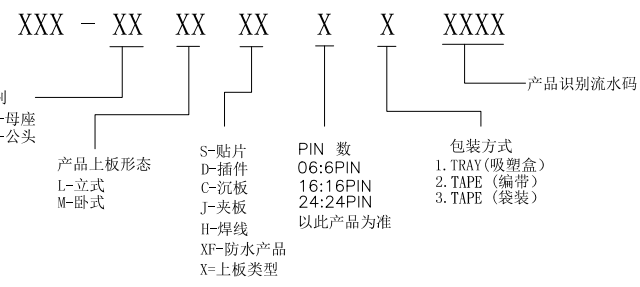 XXX-XX XX XX X X XXXX
产品识别流水码
-母座
-公头
产品上板形态
L-立式
M-卧式
S-贴片
D-插件
C-沉板
J-夹板
H-焊线
XF-防水产品
X=上板类型
PIN 数
06:6PIN
16:16PIN
24:24PIN
以此产品为准
包装方式
1. TRAY(吸塑盒)
2. TAPE (编带)
3. TAPE (袋装)